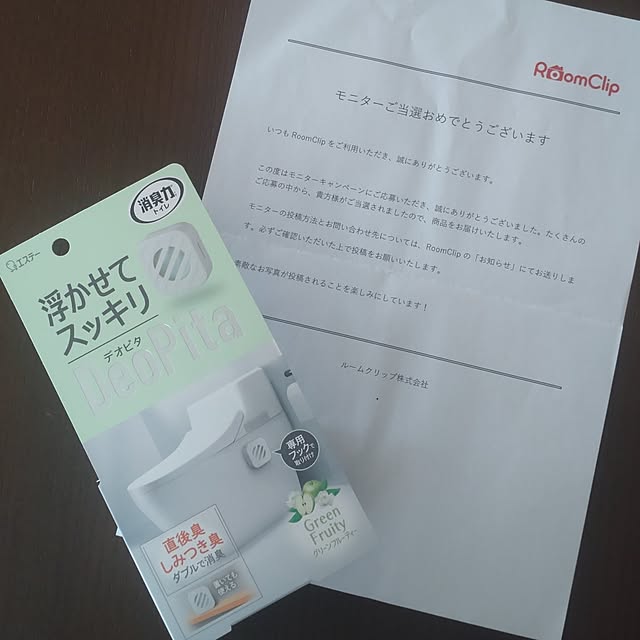 RoomClip
モニターご当選おめでとうございます
いつも RoomClip をご利用いただき、誠にありがとうございます。
この度はモニターキャンペーンにご応募いただき、誠にありがとうございました。たくさんの
ご応募の中から、貴方様がご当選されましたので、商品をお届けいたします。
モニターの投稿方法とお問い合わせ先については、RoomClip の「お知らせ」にてお送りしま
す。必ずご確認いただいた上で投稿をお願いいたします。
素敵なお写真が投稿されることを楽しみにしています！
ルームクリップ株式会社
エステー
消臭力
トイレ
浮かせて
スッキリ
デオピタ
DeoPita
専用
フックで
取り付け
Green
Fruity
グリーンフルーティー
直後臭
しみつき臭
ダブルで消臭
置いても
使える